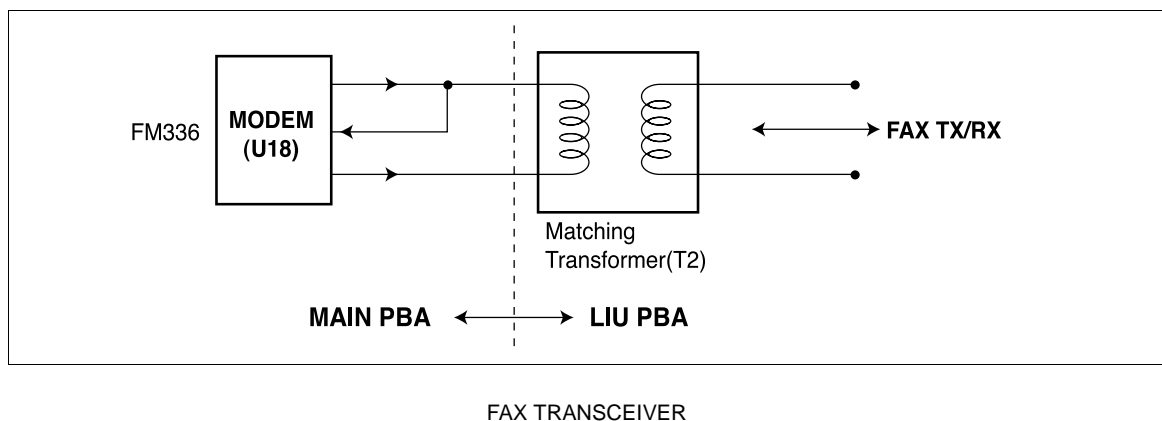 FM336
MODEM
(U18)
FAX TX/RX
Matching
Transformer(T2)
MAIN PBA
LIU PBA
FAX TRANSCEIVER